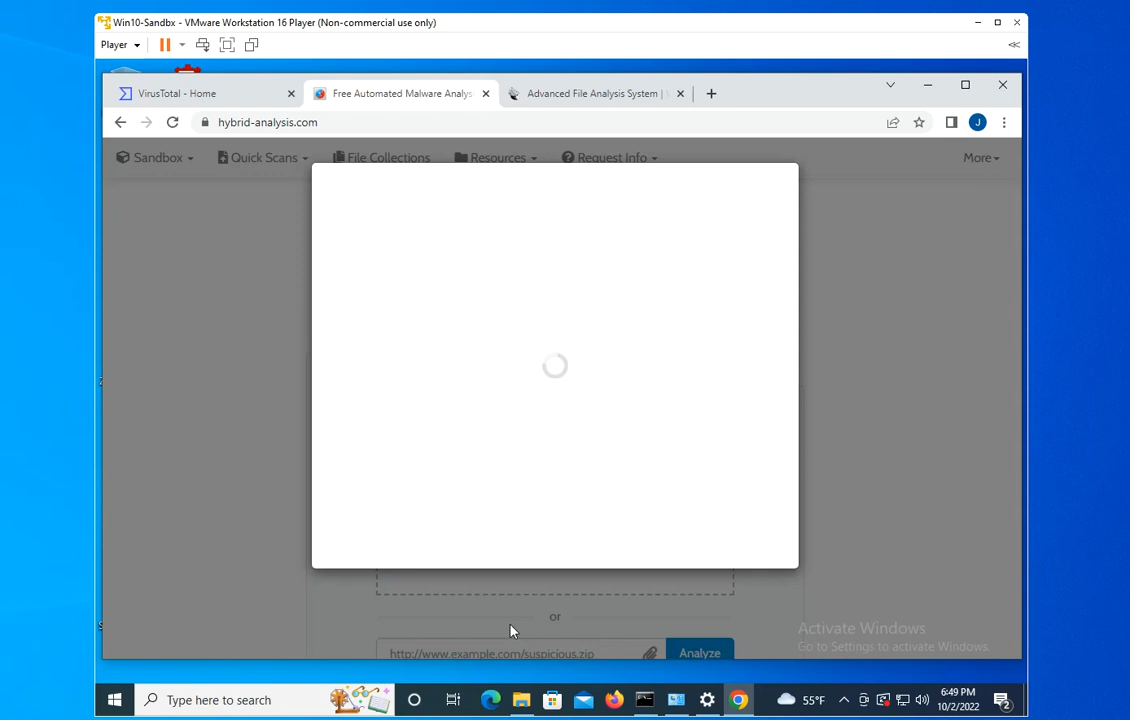 Win10-Sandbx - VMware Workstation 16 Player (Non-commercial use only)
Player
VirusTotal - Home
Free Automated Malware Analys
Advanced File Analysis System |
hybrid-analysis.com
J
Sandbox
Quick Scans
File Collections
Resources
Request Info
More
or
http://www.example.com/suspicious.zip
Analyze
Activate Windows
Go to Settings to activate Windows.
Type here to search
55°F
6:49 PM
10/2/2022
2